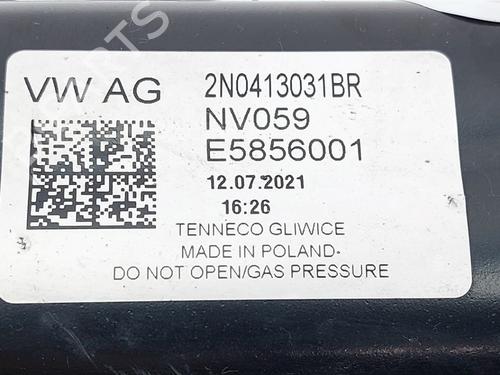 VW AG 2N0413031BR
NV059
E5856001
12.07.2021
16:26
TENNECO GLIWICE
MADE IN POLAND
DO NOT OPEN/GAS PRESSURE